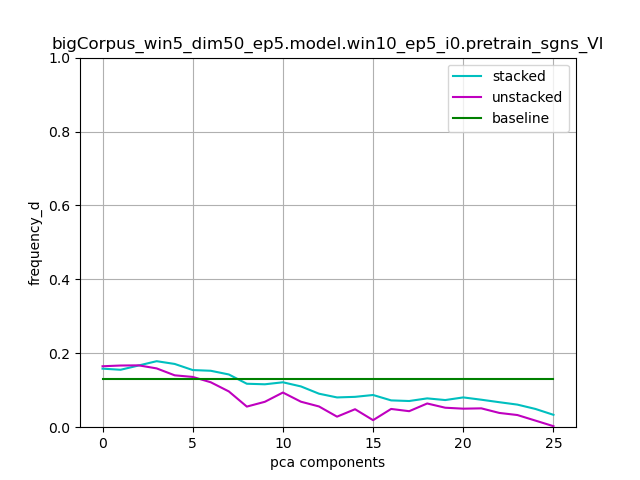 bigCorpus_win5_dim50_ep5.model.win10_ep5_i0.pretrain_sgns_VI
1.0
0.8
0.6
0.4
0.2
0.0
frequency_d
stacked
unstacked
baseline
0 5 10 15 20 25
pca components